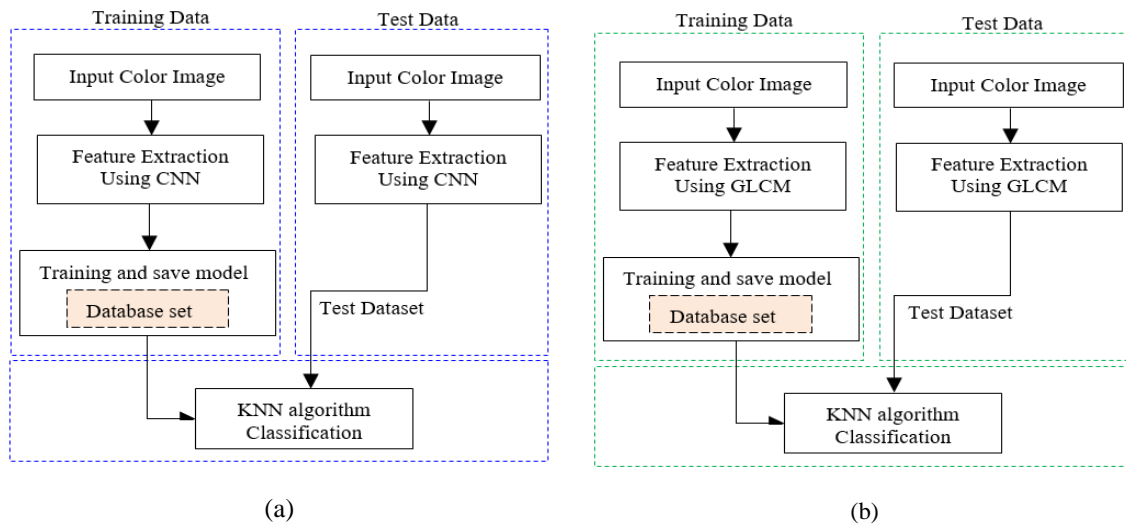 Training Data
Test Data
Input Color Image
Input Color Image
Feature Extraction
Using CNN
Feature Extraction
Using CNN
Training and save model
Database set
Test Dataset
KNN algorithm
Classification
(a)
Training Data
Test Data
Input Color Image
Input Color Image
Feature Extraction
Using GLCM
Feature Extraction
Using GLCM
Training and save model
Database set
Test Dataset
KNN algorithm
Classification
(b)